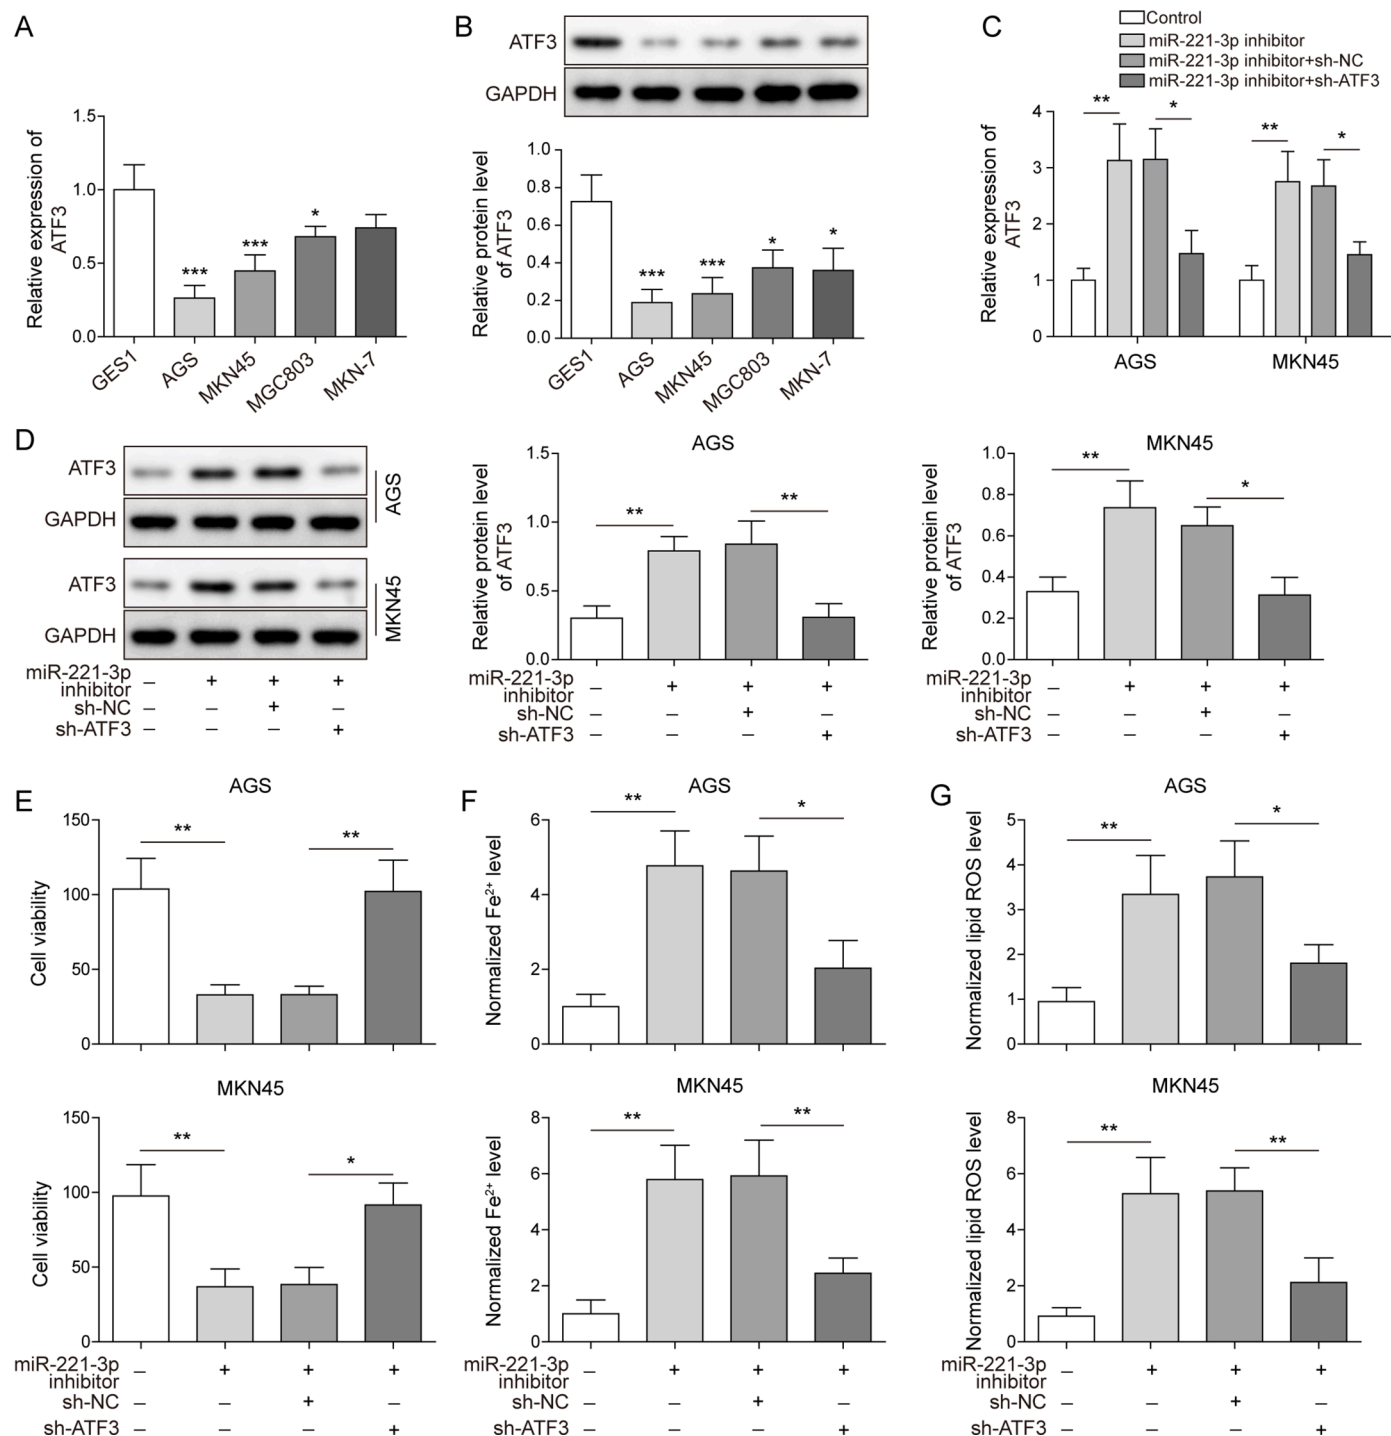 A
Relative expression of
ATF3
1.5
1.0
0.5
0.0
***
***
*
GES1
AGS
MKN45
MGC803
MKN-7
B
ATF3
GAPDH
Relative protein level
of ATF3
1.0
0.8
0.6
0.4
0.2
0.0
***
***
*
*
GES1
AGS
MKN45
MGC803
MKN-7
C
Control
miR-221-3p inhibitor
miR-221-3p inhibitor+sh-NC
miR-221-3p inhibitor+sh-ATF3
Relative expression of
ATF3
4
3
2
1
0
**
*
**
*
AGS
MKN45
D
ATF3
GAPDH
AGS
ATF3
GAPDH
MKN45
miR-221-3p
inhibitor – + + +
sh-NC – – + –
sh-ATF3 – – – +
AGS
Relative protein level
of ATF3
1.5
1.0
0.5
0.0
**
**
miR-221-3p
inhibitor – + + +
sh-NC – – + –
sh-ATF3 – – – +
MKN45
Relative protein level
of ATF3
1.0
0.8
0.6
0.4
0.2
0.0
**
*
miR-221-3p
inhibitor – + + +
sh-NC – – + –
sh-ATF3 – – – +
E
AGS
Cell viability
150
100
50
0
**
**
MKN45
Cell viability
150
100
50
0
**
*
miR-221-3p
inhibitor – + + +
sh-NC – – + –
sh-ATF3 – – – +
F
AGS
Normalized Fe²⁺ level
6
4
2
0
**
*
MKN45
Normalized Fe²⁺ level
8
6
4
2
0
**
**
miR-221-3p
inhibitor – + + +
sh-NC – – + –
sh-ATF3 – – – +
G
AGS
Normalized lipid ROS level
5
4
3
2
1
0
**
*
MKN45
Normalized lipid ROS level
8
6
4
2
0
**
**
miR-221-3p
inhibitor – + + +
sh-NC – – + –
sh-ATF3 – – – +